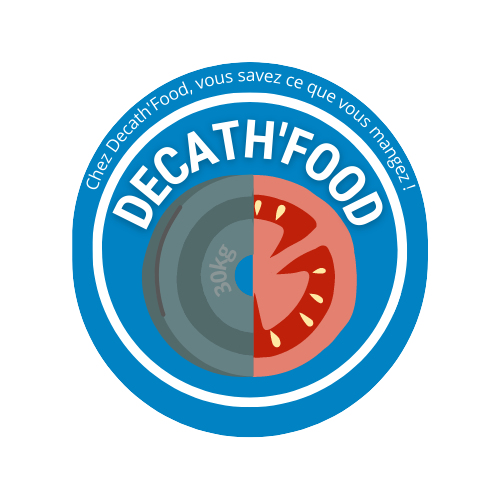 Chez Decath'Food, vous savez ce que vous mangez !
DECATH'FOOD
30kg